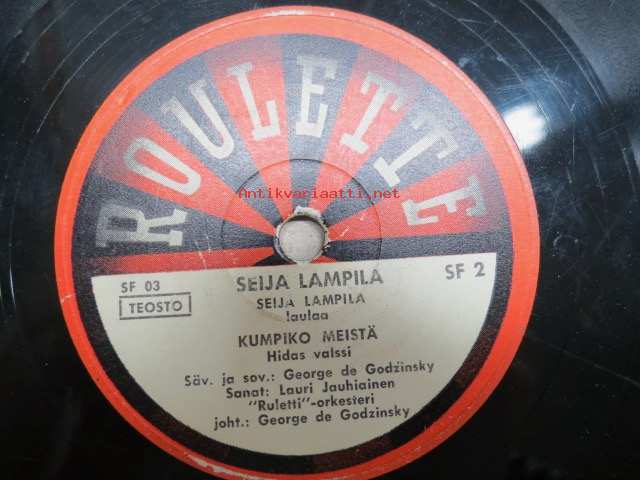 ROULETTE
Antikvariaatti.net
SF 03
TEOSTO
SEIJA LAMPILA
SF 2
SEIJA LAMPILA
laulaa
KUMPIKO MEISTÄ
Hidas valssi
Säv. ja sov.: George de Godzinsky
Sanat: Lauri Jauhiainen
"Ruletti"-orkesteri
joht.: George de Godzinsky